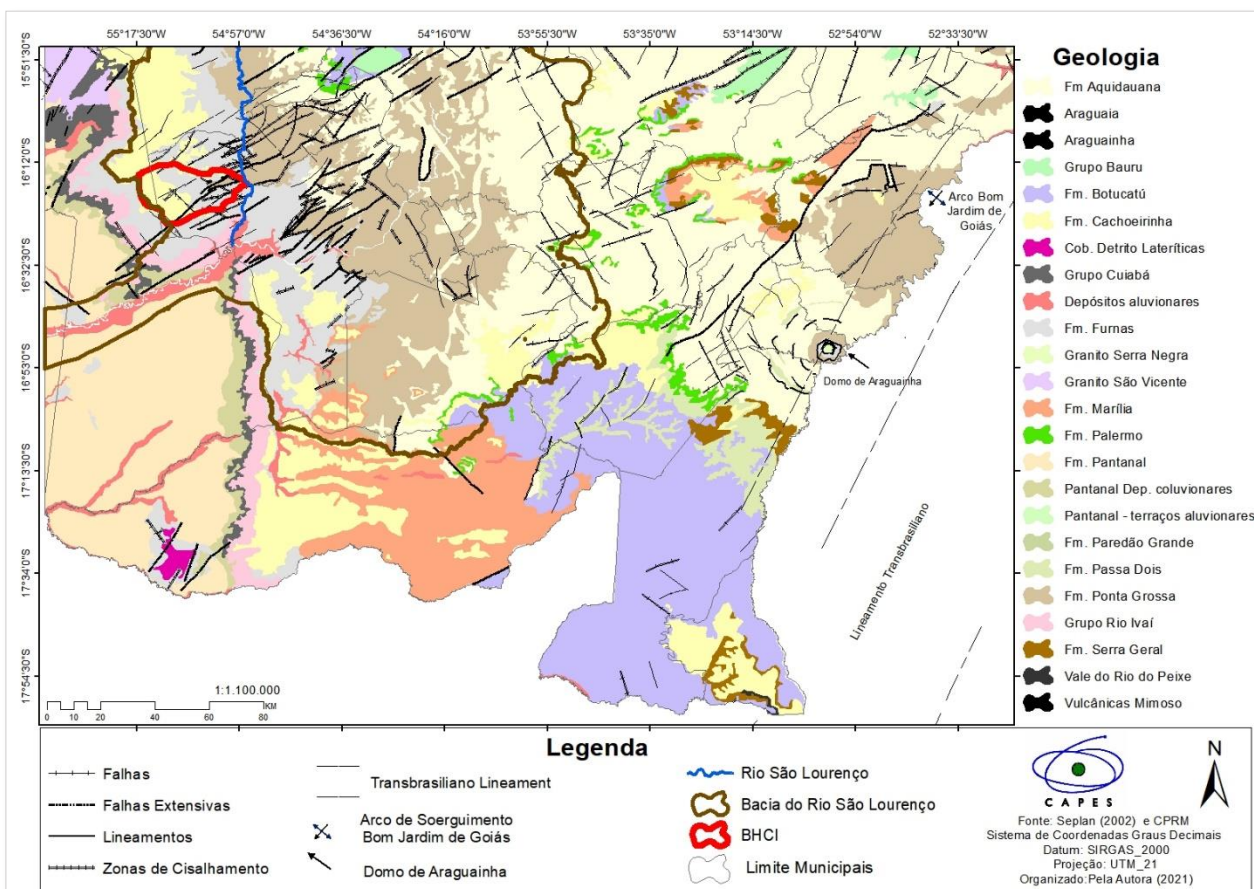 55°17'30"W 54°57'0"W 54°36'30"W 54°16'0"W 53°55'30"W 53°35'0"W 53°14'30"W 52°54'0"W 52°33'30"W
15°51'30"S
16°12'0"S
16°32'30"S
16°53'0"S
17°13'30"S
17°34'0"S
17°54'30"S
Arco Bom
Jardim de
Goiás
Domo de Araguainha
Lineamento Transbrasiliano
1:1.100.000
0 10 20 40 60 80
KM
Geologia
Fm Aquidauana
Araguaia
Araguainha
Grupo Bauru
Fm. Botucatú
Fm. Cachoeirinha
Cob. Detrito Lateríticas
Grupo Cuiabá
Depósitos aluvionares
Fm. Furnas
Granito Serra Negra
Granito São Vicente
Fm. Marília
Fm. Palermo
Fm. Pantanal
Pantanal Dep. coluvionares
Pantanal - terraços aluvionares
Fm. Paredão Grande
Fm. Passa Dois
Fm. Ponta Grossa
Grupo Rio Ivaí
Fm. Serra Geral
Vale do Rio do Peixe
Vulcânicas Mimoso
Legenda
Falhas
Falhas Extensivas
Lineamentos
Zonas de Cisalhamento
Transbrasiliano Lineament
Arco de Soerguimento
Bom Jardim de Goiás
Domo de Araguainha
Rio São Lourenço
Bacia do Rio São Lourenço
BHCI
Limite Municipais
CAPES
N
Fonte: Seplan (2002) e CPRM
Sistema de Coordenadas Graus Decimais
Datum: SIRGAS_2000
Projeção: UTM_21
Organizado:Pela Autora (2021)